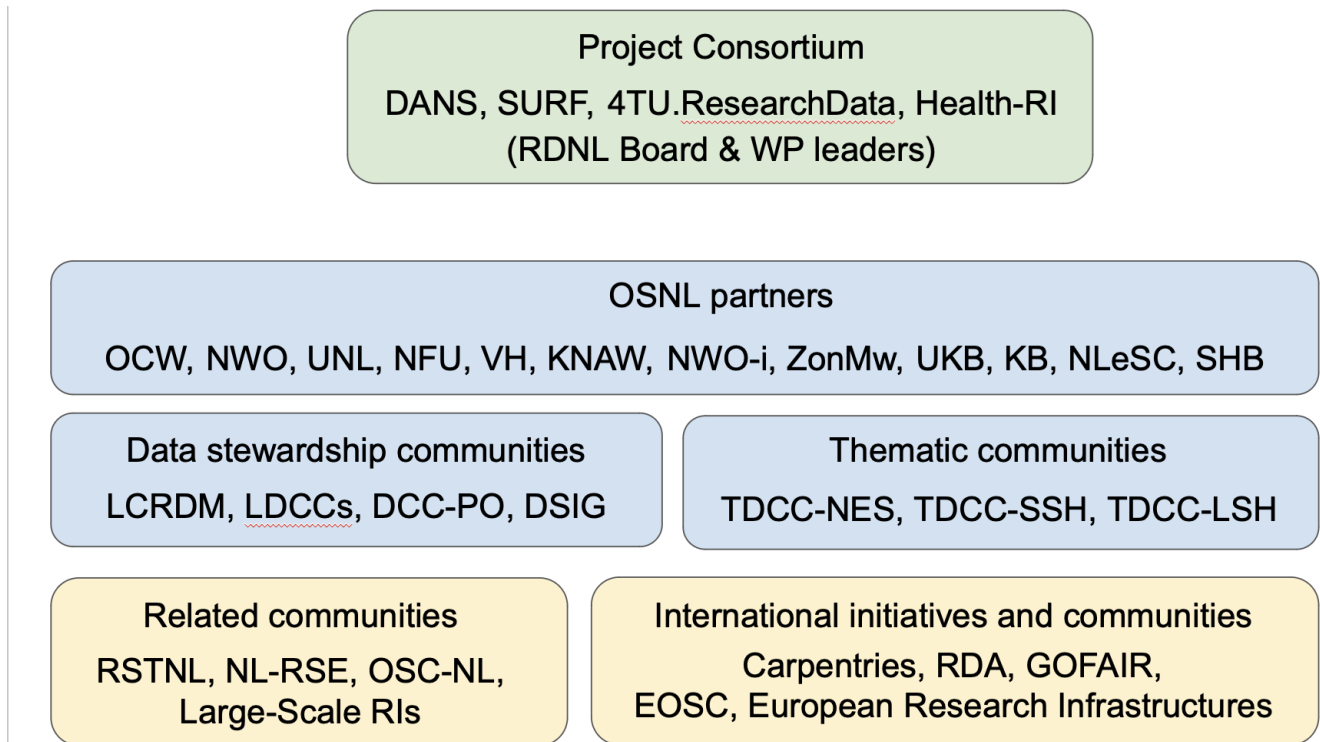 Project Consortium
DANS, SURF, 4TU.ResearchData, Health-RI
(RDNL Board & WP leaders)
OSNL partners
OCW, NWO, UNL, NFU, VH, KNAW, NWO-i, ZonMw, UKB, KB, NLeSC, SHB
Data stewardship communities
LCRDM, LDCCs, DCC-PO, DSIG
Thematic communities
TDCC-NES, TDCC-SSH, TDCC-LSH
Related communities
RSTNL, NL-RSE, OSC-NL,
Large-Scale RIs
International initiatives and communities
Carpentries, RDA, GOFAIR,
EOSC, European Research Infrastructures